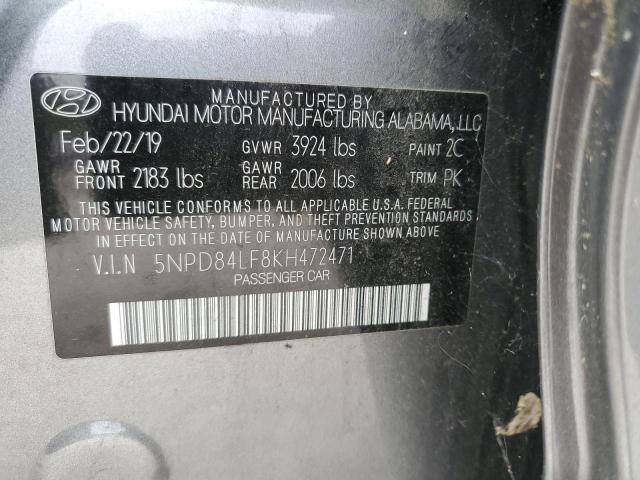 MANUFACTURED BY
HYUNDAI MOTOR MANUFACTURING ALABAMA, LLC
Feb/22/19 GVWR 3924 lbs PAINT 2C
GAWR FRONT 2183 lbs GAWR REAR 2006 lbs TRIM PK
THIS VEHICLE CONFORMS TO ALL APPLICABLE U.S.A. FEDERAL
MOTOR VEHICLE SAFETY, BUMPER, AND THEFT PREVENTION STANDARDS
IN EFFECT ON THE DATE OF MANUFACTURE SHOWN ABOVE.
V.I.N 5NPD84LF8KH472471
PASSENGER CAR